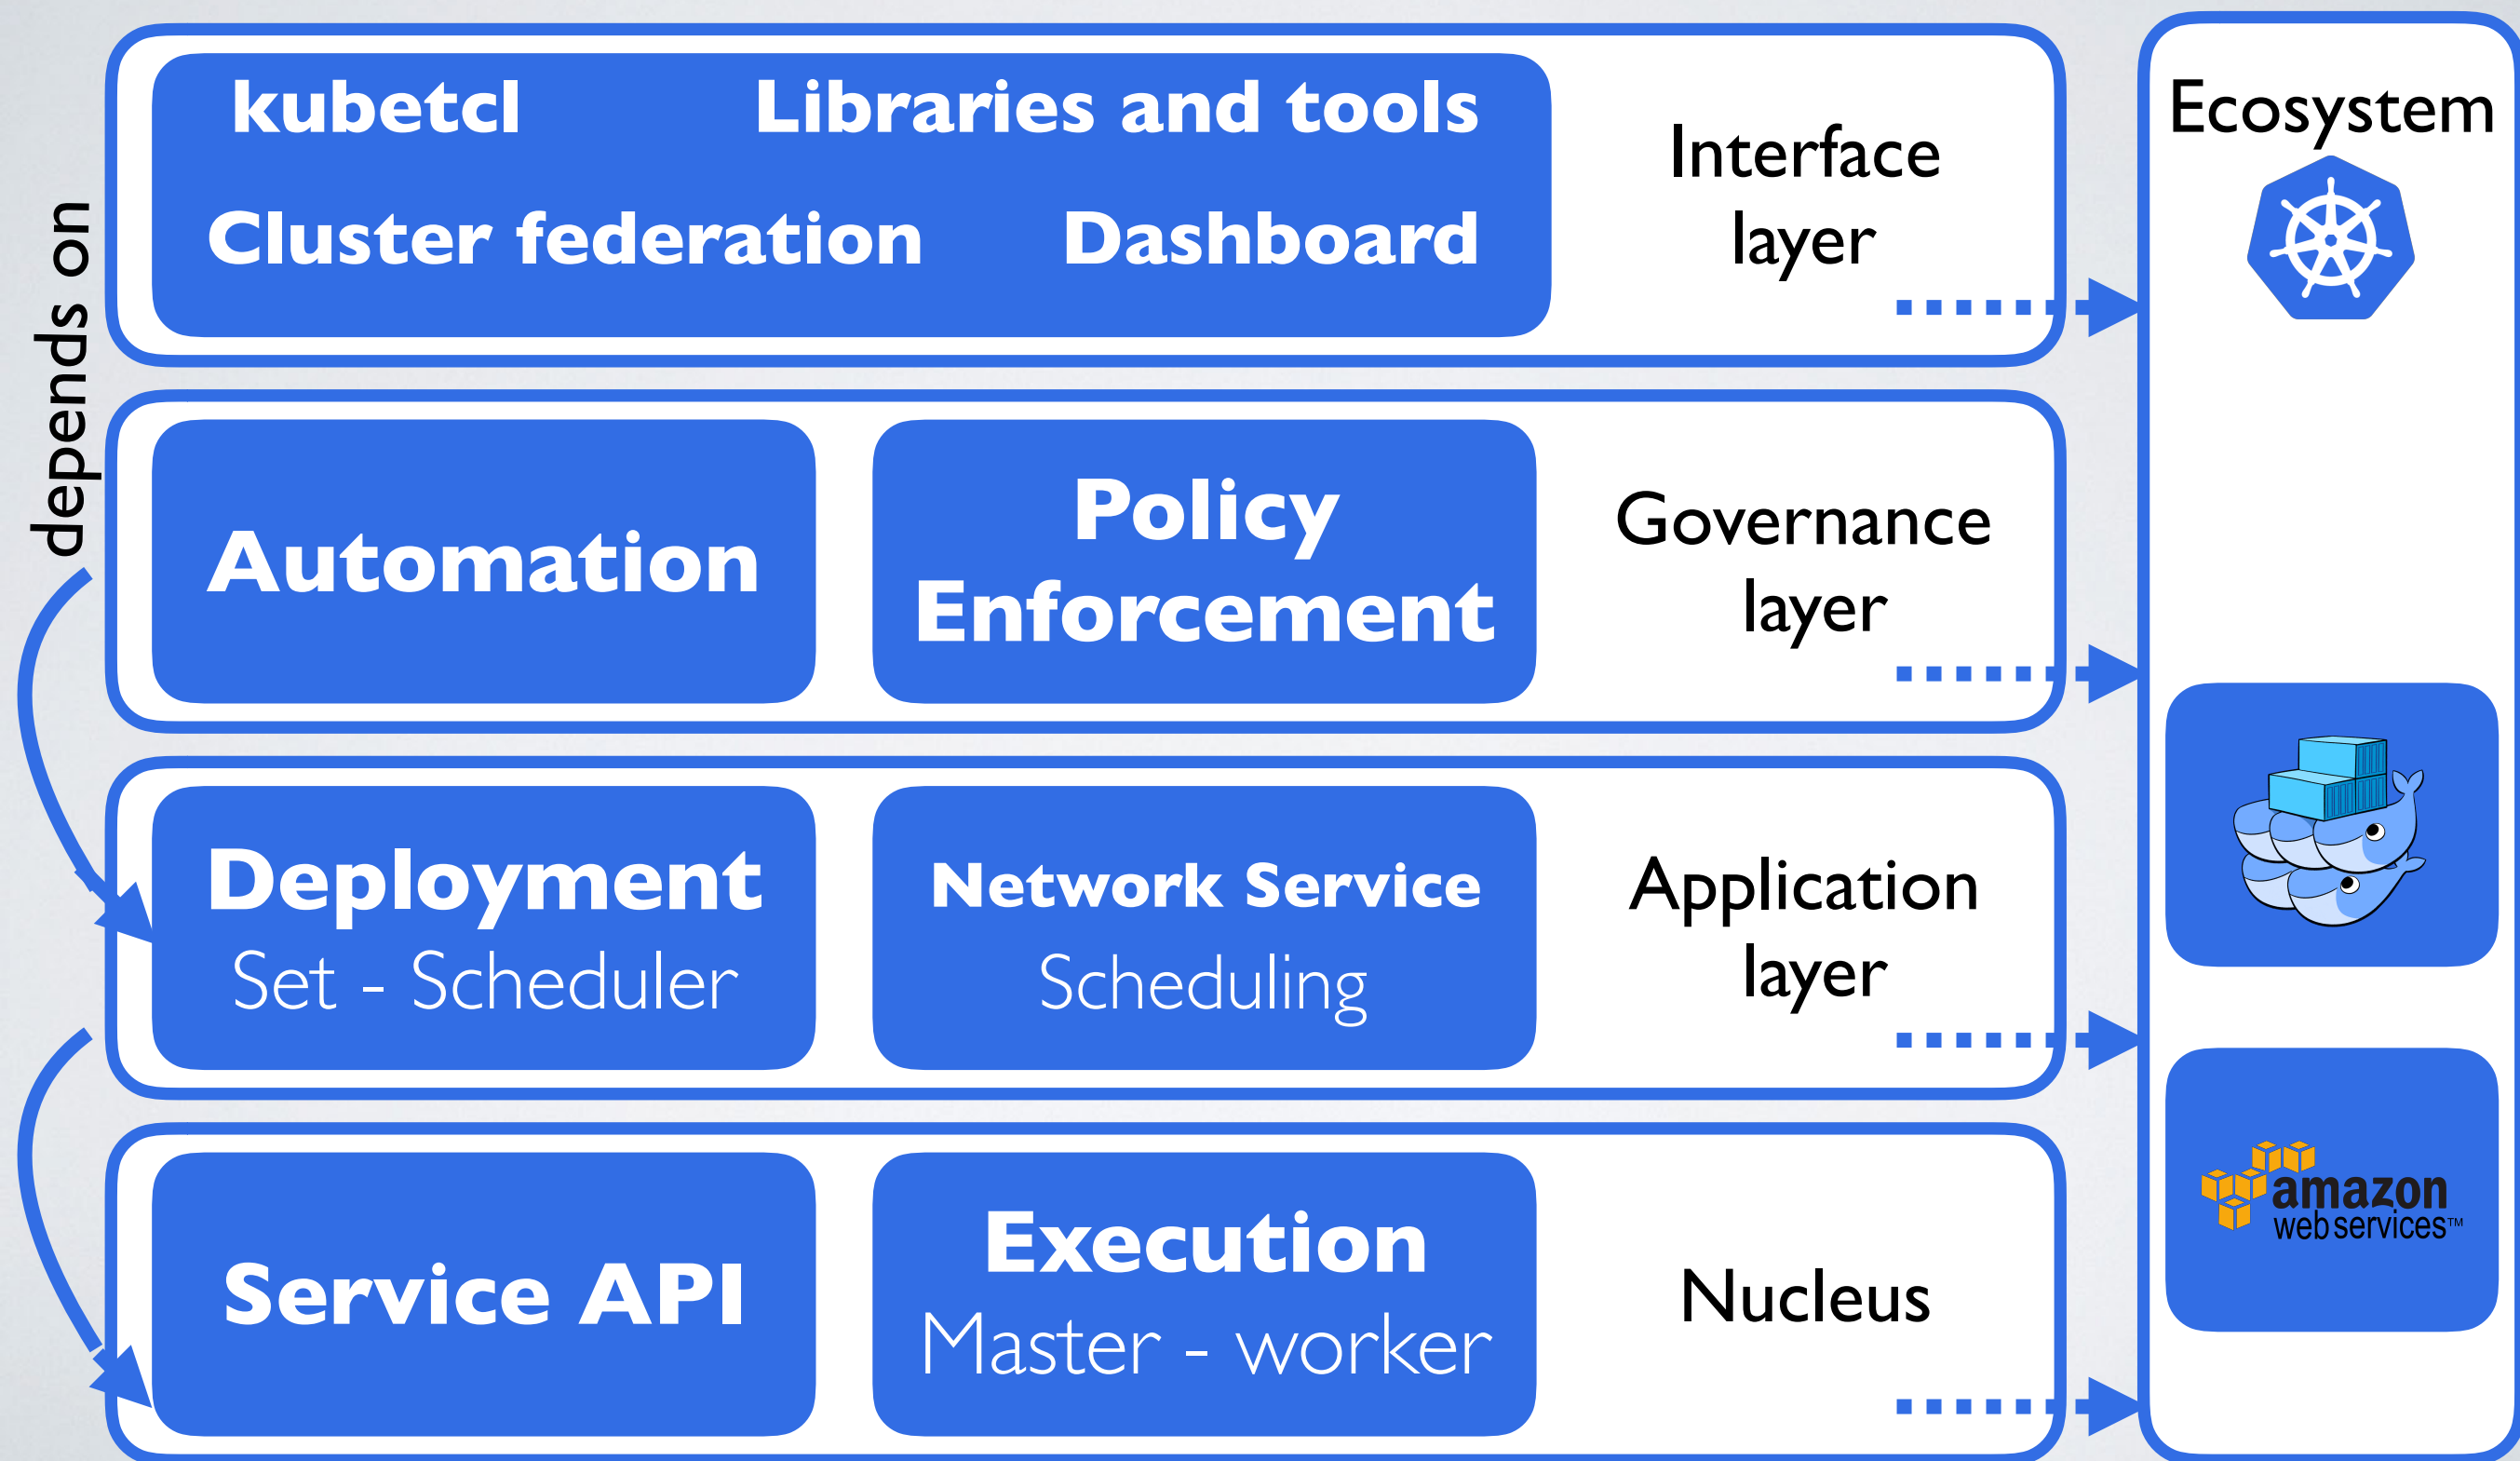 depends on
kubetcl
Libraries and tools
Cluster federation
Dashboard
Interface
layer
Automation
Policy
Enforcement
Governance
layer
Deployment
Set - Scheduler
Network Service
Scheduling
Application
layer
Service API
Execution
Master - worker
Nucleus
Ecosystem
amazon
web services™